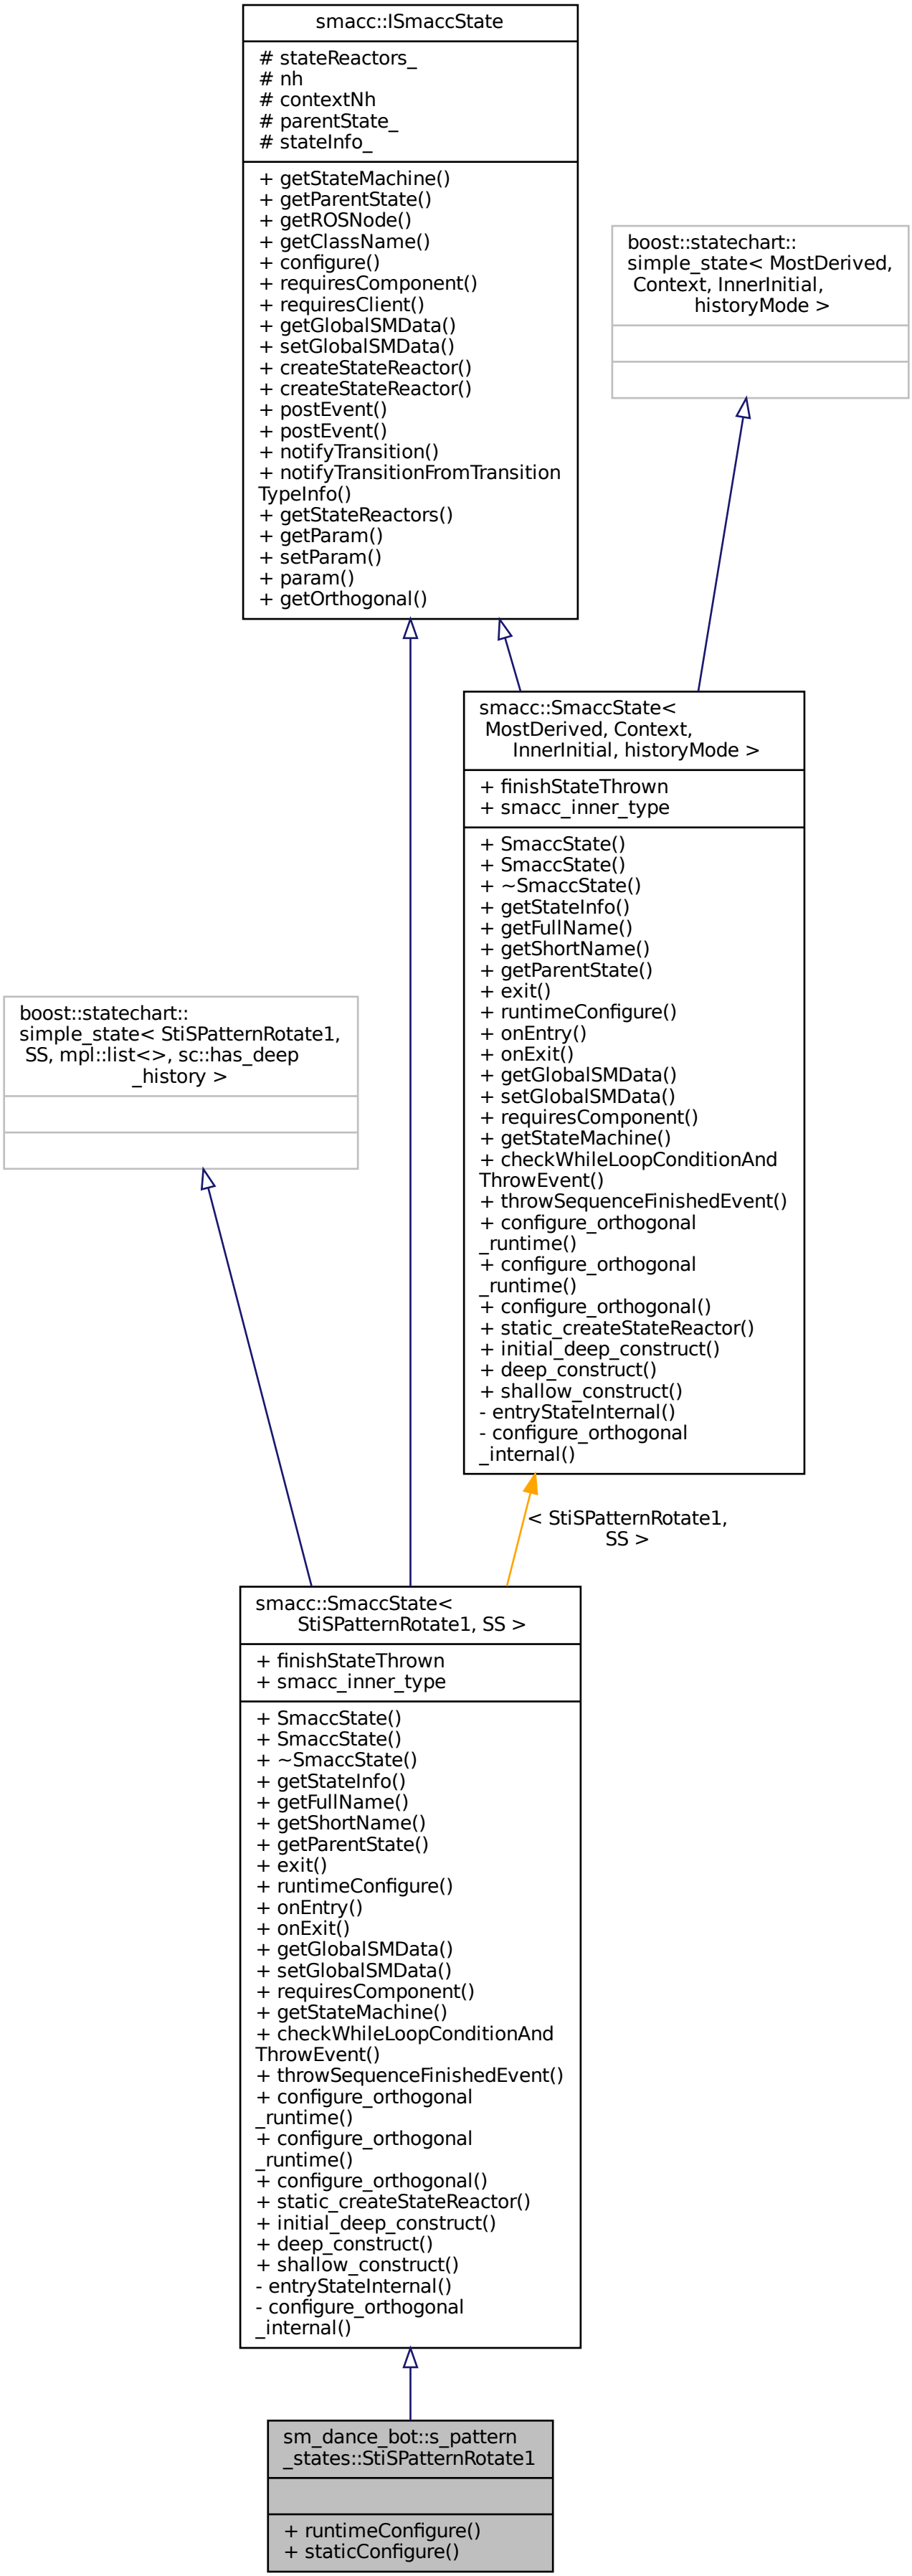 smacc::ISmaccState
# stateReactors_
# nh
# contextNh
# parentState_
# stateInfo_
+ getStateMachine()
+ getParentState()
+ getROSNode()
+ getClassName()
+ configure()
+ requiresComponent()
+ requiresClient()
+ getGlobalSMData()
+ setGlobalSMData()
+ createStateReactor()
+ createStateReactor()
+ postEvent()
+ postEvent()
+ notifyTransition()
+ notifyTransitionFromTransition
TypeInfo()
+ getStateReactors()
+ getParam()
+ setParam()
+ param()
+ getOrthogonal()
boost::statechart::
simple_state< MostDerived,
Context, InnerInitial,
historyMode >
smacc::SmaccState<
MostDerived, Context,
InnerInitial, historyMode >
+ finishStateThrown
+ smacc_inner_type
+ SmaccState()
+ SmaccState()
+ ~SmaccState()
+ getStateInfo()
+ getFullName()
+ getShortName()
+ getParentState()
+ exit()
+ runtimeConfigure()
+ onEntry()
+ onExit()
+ getGlobalSMData()
+ setGlobalSMData()
+ requiresComponent()
+ getStateMachine()
+ checkWhileLoopConditionAnd
ThrowEvent()
+ throwSequenceFinishedEvent()
+ configure_orthogonal
_runtime()
+ configure_orthogonal
_runtime()
+ configure_orthogonal()
+ static_createStateReactor()
+ initial_deep_construct()
+ deep_construct()
+ shallow_construct()
- entryStateInternal()
- configure_orthogonal
_internal()
boost::statechart::
simple_state< StiSPatternRotate1,
SS, mpl::list<>, sc::has_deep
_history >
< StiSPatternRotate1,
SS >
smacc::SmaccState<
StiSPatternRotate1, SS >
+ finishStateThrown
+ smacc_inner_type
+ SmaccState()
+ SmaccState()
+ ~SmaccState()
+ getStateInfo()
+ getFullName()
+ getShortName()
+ getParentState()
+ exit()
+ runtimeConfigure()
+ onEntry()
+ onExit()
+ getGlobalSMData()
+ setGlobalSMData()
+ requiresComponent()
+ getStateMachine()
+ checkWhileLoopConditionAnd
ThrowEvent()
+ throwSequenceFinishedEvent()
+ configure_orthogonal
_runtime()
+ configure_orthogonal
_runtime()
+ configure_orthogonal()
+ static_createStateReactor()
+ initial_deep_construct()
+ deep_construct()
+ shallow_construct()
- entryStateInternal()
- configure_orthogonal
_internal()
sm_dance_bot::s_pattern
_states::StiSPatternRotate1
+ runtimeConfigure()
+ staticConfigure()